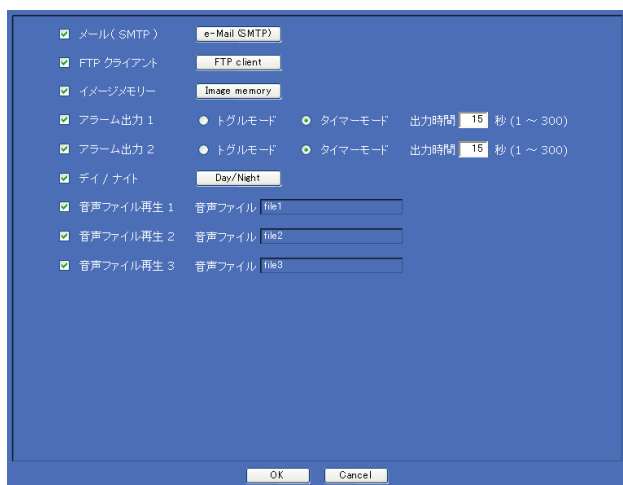 メール( SMTP ) e-Mail (SMTP)
FTP クライアント FTP client
イメージメモリー Image memory
アラーム出力 1 トグルモード タイマーモード 出力時間 15 秒 (1 ~ 300)
アラーム出力 2 トグルモード タイマーモード 出力時間 15 秒 (1 ~ 300)
デイ / ナイト Day/Night
音声ファイル再生 1 音声ファイル file1
音声ファイル再生 2 音声ファイル file2
音声ファイル再生 3 音声ファイル file3
OK Cancel